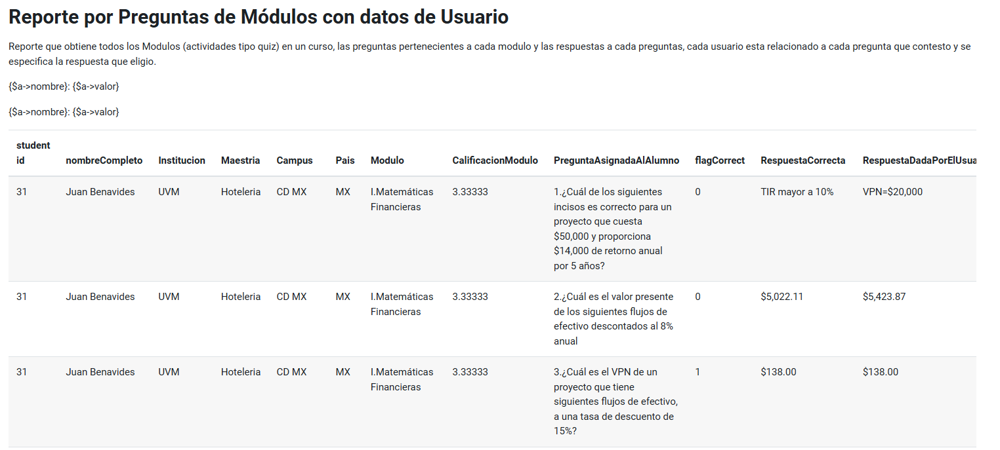 Reporte por Preguntas de Módulos con datos de Usuario
Reporte que obtiene todos los Modulos (actividades tipo quiz) en un curso, las preguntas pertenecientes a cada modulo y las respuestas a cada preguntas, cada usuario esta relacionado a cada pregunta que contesto y se
especifica la respuesta que eligio.
{$a->nombre}: {$a->valor}
{$a->nombre}: {$a->valor}
student
id nombreCompleto Institucion Maestria Campus Pais Modulo CalificacionModulo PreguntaAsignadaAlAlumno flagCorrect RespuestaCorrecta RespuestaDadaPorElUsua
31 Juan Benavides UVM Hoteleria CD MX MX I.Matemáticas 3.33333 1.¿Cuál de los siguientes 0 TIR mayor a 10% VPN=$20,000
Financieras incisos es correcto para un
proyecto que cuesta
$50,000 y proporciona
$14,000 de retorno anual
por 5 años?
31 Juan Benavides UVM Hoteleria CD MX MX I.Matemáticas 3.33333 2.¿Cuál es el valor presente 0 $5,022.11 $5,423.87
Financieras de los siguientes flujos de
efectivo descontados al 8%
anual
31 Juan Benavides UVM Hoteleria CD MX MX I.Matemáticas 3.33333 3.¿Cuál es el VPN de un 1 $138.00 $138.00
Financieras proyecto que tiene
siguientes flujos de efectivo,
a una tasa de descuento de
15%?